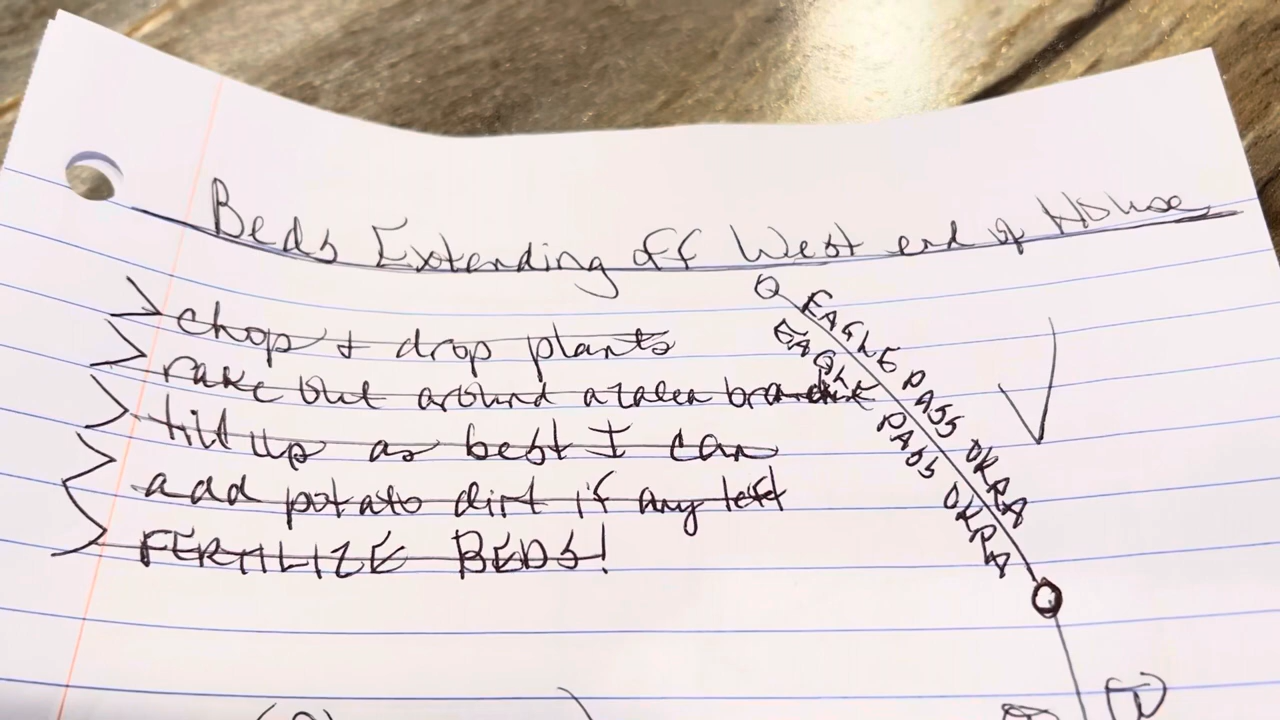 Beds Extending off West end of House
chop & drop plants
rake out around azalea
till up as best I can
add potato dirt if any left
FERTILIZE BEDS!
EAGLE PASS OKRA
EAGLE PASS OKRA